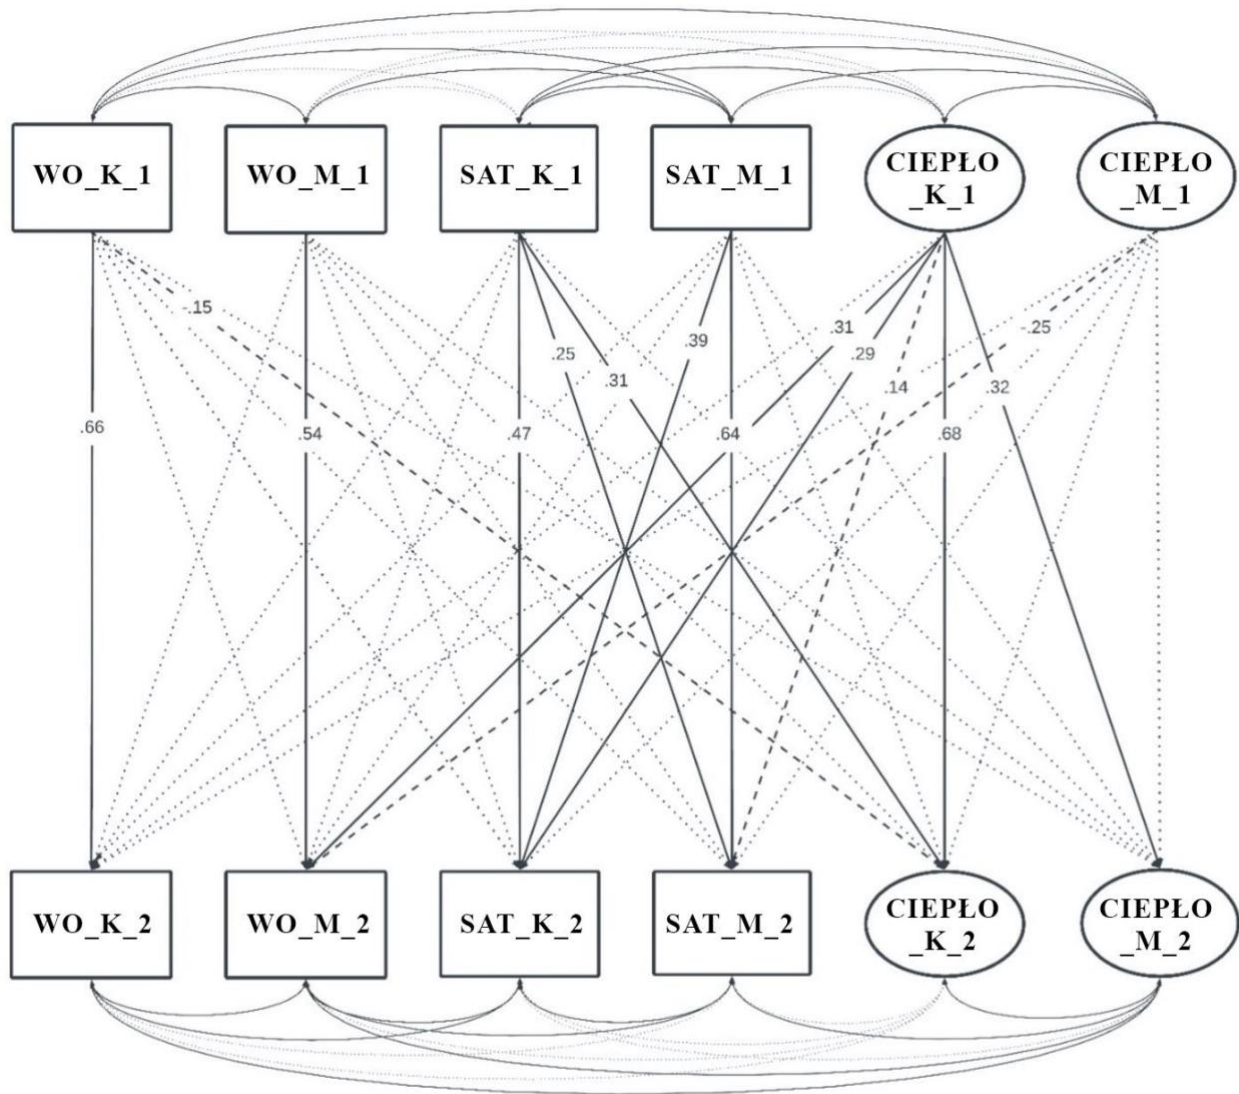 WO_K_1
WO_M_1
SAT_K_1
SAT_M_1
CIEPŁO
_K_1
CIEPŁO
_M_1
-.15
.31
-.25
.39
.25
.29
.31
.14
.32
.66
.54
.47
.64
.68
WO_K_2
WO_M_2
SAT_K_2
SAT_M_2
CIEPŁO
_K_2
CIEPŁO
_M_2